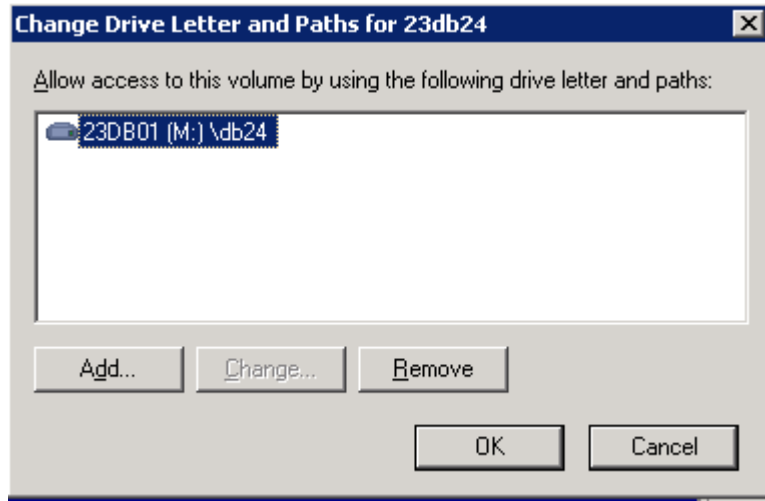 Change Drive Letter and Paths for 23db24
Allow access to this volume by using the following drive letter and paths:
23DB01 (M:) \db24
Add...
Change...
Remove
OK
Cancel